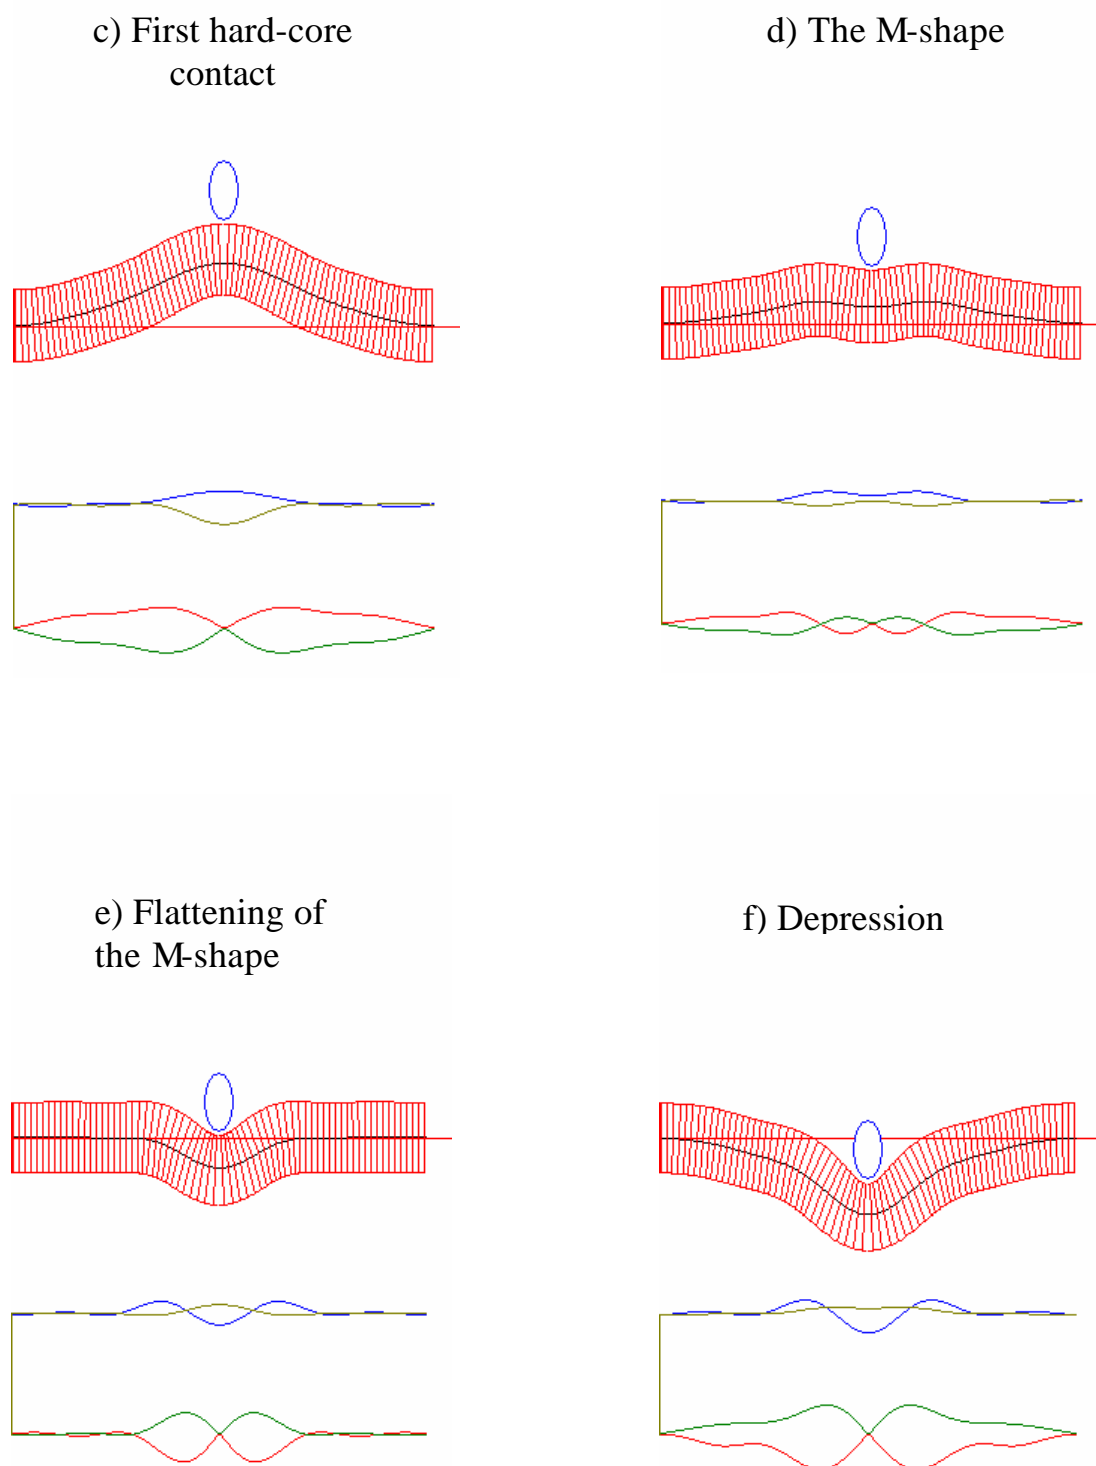 c) First hard-core
contact
d) The M-shape
e) Flattening of
the M-shape
f) Depression